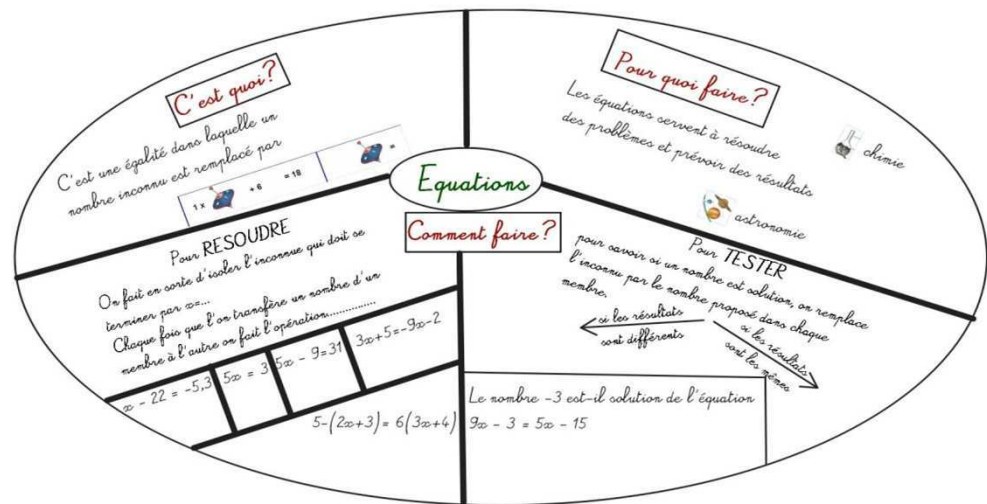 C'est quoi?
C'est une égalité dans laquelle un
nombre inconnu est remplacé par
1 x + 6 = 18
=
Pour quoi faire?
Les équations servent à résoudre
des problèmes et prévoir des résultats
chimie
astronomie
Equations
Comment faire?
Pour RESOUDRE
On fait en sorte d'isoler l'inconnue qui doit se
terminer par x=...
Chaque fois que l'on transfère un nombre d'un
membre à l'autre on fait l'opération...............
x - 22 = -5,3
5x = 3
5x - 9=31
3x+5=-9x-2
5-(2x+3)= 6(3x+4)
Pour TESTER
pour savoir si un nombre est solution, on remplace
l'inconnu par le nombre proposé dans chaque
membre.
si les résultats
sont différents
si les résultats
sont les mêmes
Le nombre -3 est-il solution de l'équation
9x - 3 = 5x - 15